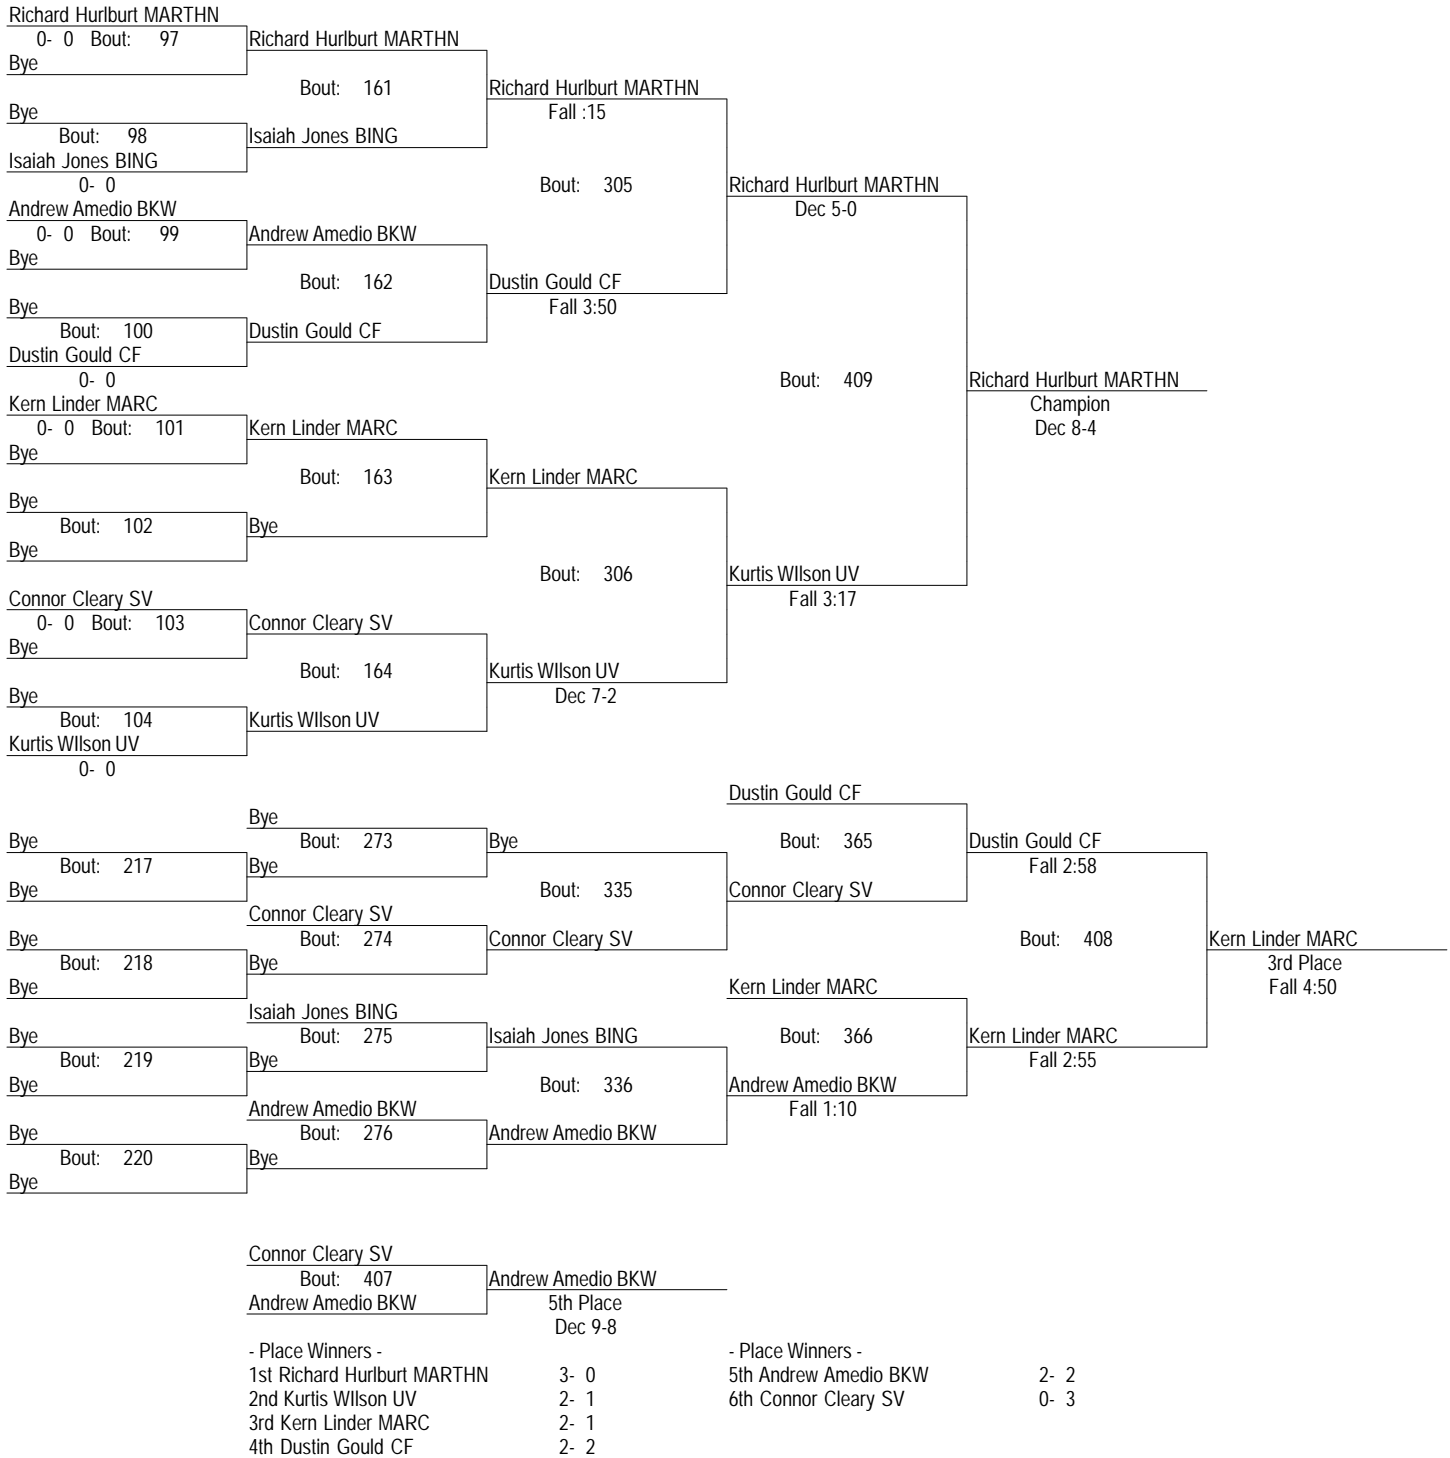 Richard Hurlburt MARTHN
0- 0 Bout: 97 Richard Hurlburt MARTHN
Bye
Bout: 161 Richard Hurlburt MARTHN
Bye Fall :15
Bout: 98 Isaiah Jones BING
Isaiah Jones BING
0- 0 Bout: 305 Richard Hurlburt MARTHN
Andrew Amedio BKW Dec 5-0
0- 0 Bout: 99 Andrew Amedio BKW
Bye
Bout: 162 Dustin Gould CF
Bye Fall 3:50
Bout: 100 Dustin Gould CF
Dustin Gould CF
0- 0 Bout: 409 Richard Hurlburt MARTHN
Kern Linder MARC Champion
0- 0 Bout: 101 Kern Linder MARC Dec 8-4
Bye
Bout: 163 Kern Linder MARC
Bye
Bout: 102 Bye
Bye
Bout: 306 Kurtis WIlson UV
Connor Cleary SV Fall 3:17
0- 0 Bout: 103 Connor Cleary SV
Bye
Bout: 164 Kurtis WIlson UV
Bye Dec 7-2
Bout: 104 Kurtis WIlson UV
Kurtis WIlson UV
0- 0
Dustin Gould CF
Bye
Bye Bout: 273 Bye Bout: 365 Dustin Gould CF
Bout: 217 Bye Fall 2:58
Bye Bout: 335 Connor Cleary SV
Connor Cleary SV
Bye Bout: 274 Connor Cleary SV Bout: 408 Kern Linder MARC
Bout: 218 Bye 3rd Place
Bye Kern Linder MARC Fall 4:50
Isaiah Jones BING
Bye Bout: 275 Isaiah Jones BING Bout: 366 Kern Linder MARC
Bout: 219 Bye Fall 2:55
Bye Bout: 336 Andrew Amedio BKW
Andrew Amedio BKW Fall 1:10
Bye Bout: 276 Andrew Amedio BKW
Bout: 220 Bye
Bye
Connor Cleary SV
Bout: 407 Andrew Amedio BKW
Andrew Amedio BKW 5th Place
Dec 9-8
- Place Winners - - Place Winners -
1st Richard Hurlburt MARTHN 3- 0 5th Andrew Amedio BKW 2- 2
2nd Kurtis WIlson UV 2- 1 6th Connor Cleary SV 0- 3
3rd Kern Linder MARC 2- 1
4th Dustin Gould CF 2- 2